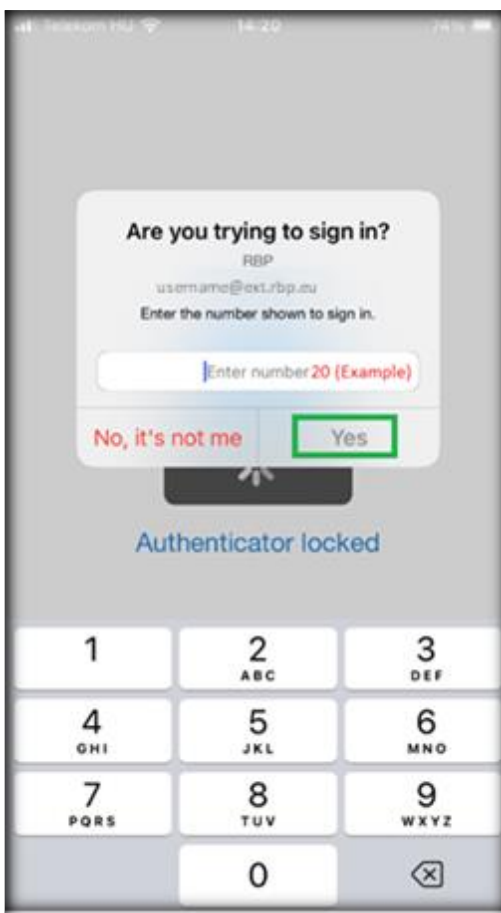 Telekom HU 14:20 74%
Are you trying to sign in?
RBP
username@ext.rbp.eu
Enter the number shown to sign in.
Enter number 20 (Example)
No, it's not me Yes
Authenticator locked
1 2 3
ABC DEF
4 5 6
GHI JKL MNO
7 8 9
PQRS TUV WXYZ
0